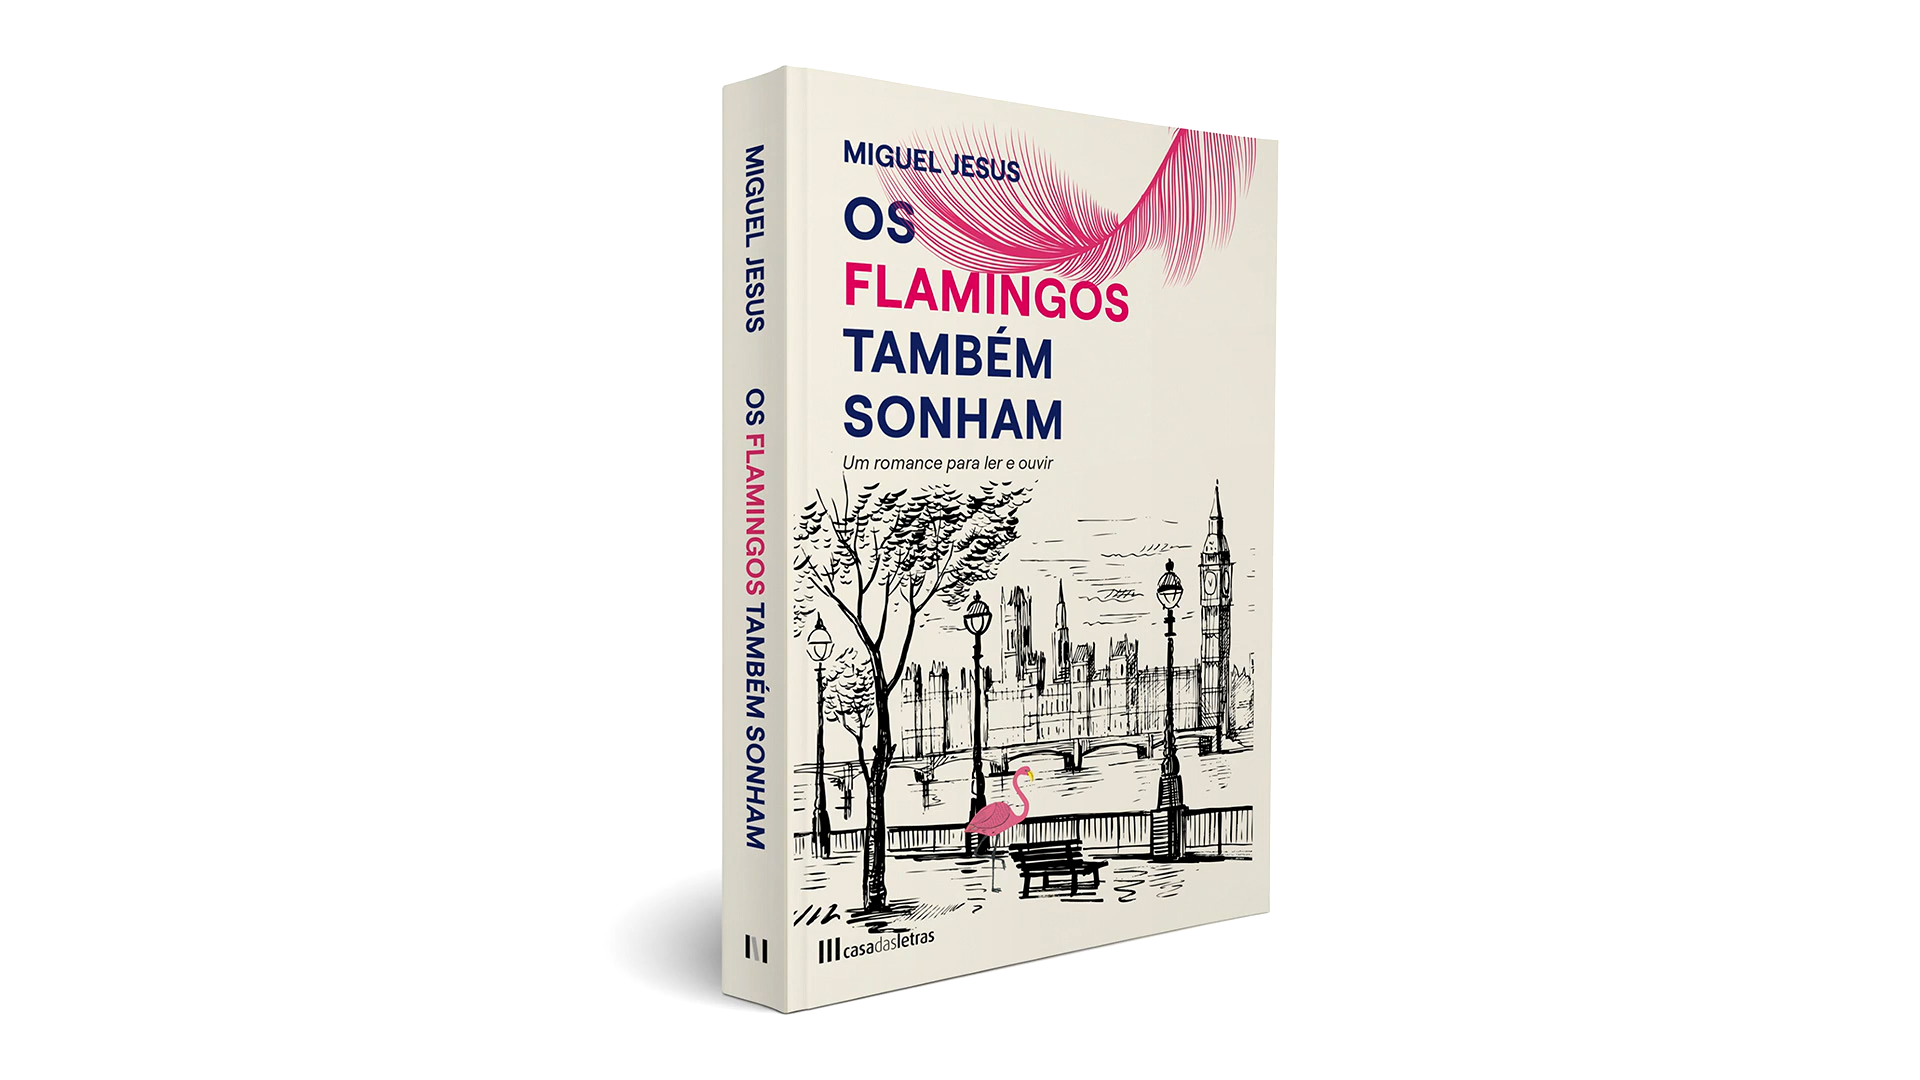 MIGUEL JESUS
OS FLAMINGOS TAMBÉM SONHAM
MIGUEL JESUS
OS
FLAMINGOS
TAMBÉM
SONHAM
Um romance para ler e ouvir
casadasletras